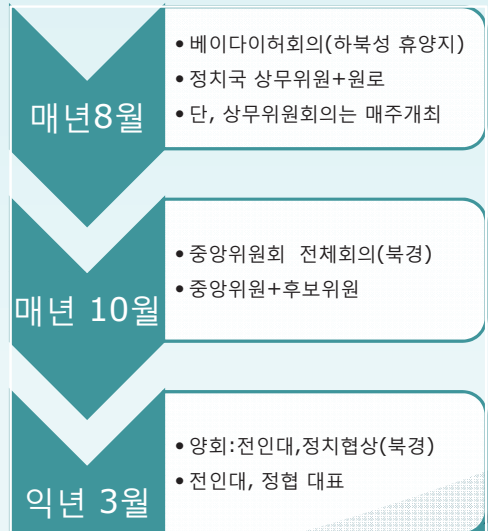 매년8월
• 베이다이허회의(하북성 휴양지)
• 정치국 상무위원+원로
• 단, 상무위원회의는 매주개최
매년 10월
• 중앙위원회 전체회의(북경)
• 중앙위원+후보위원
익년 3월
• 양회:전인대,정치협상(북경)
• 전인대, 정협 대표